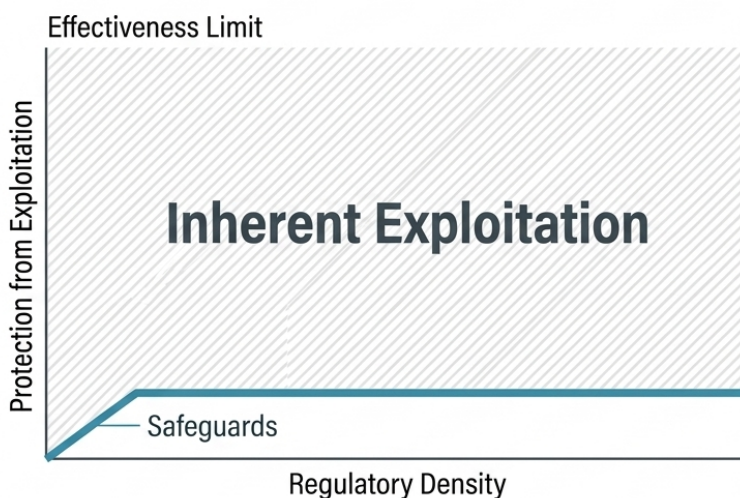 Effectiveness Limit
Protection from Exploitation
Inherent Exploitation
Safeguards
Regulatory Density